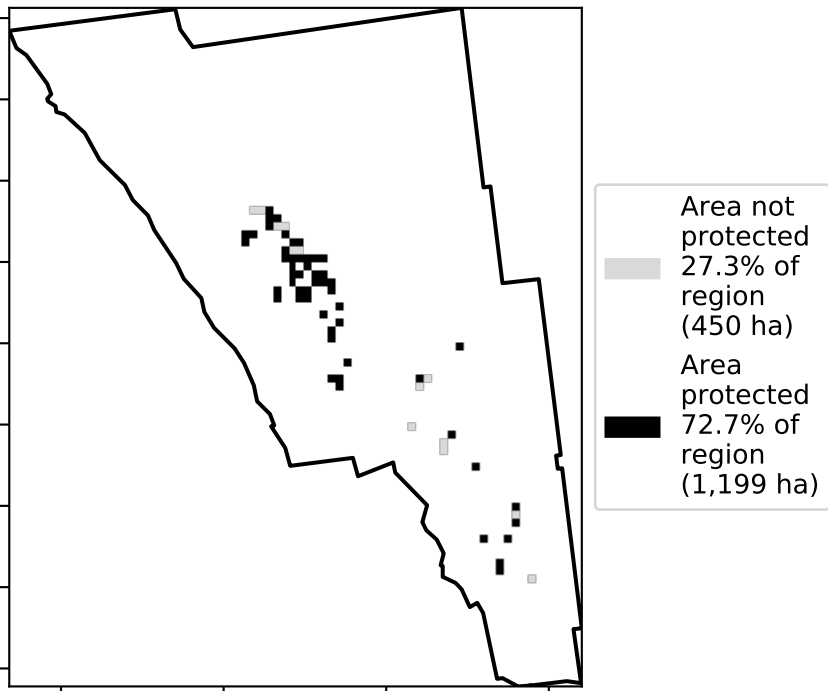 Area not
protected
27.3% of
region
(450 ha)
Area
protected
72.7% of
region
(1,199 ha)